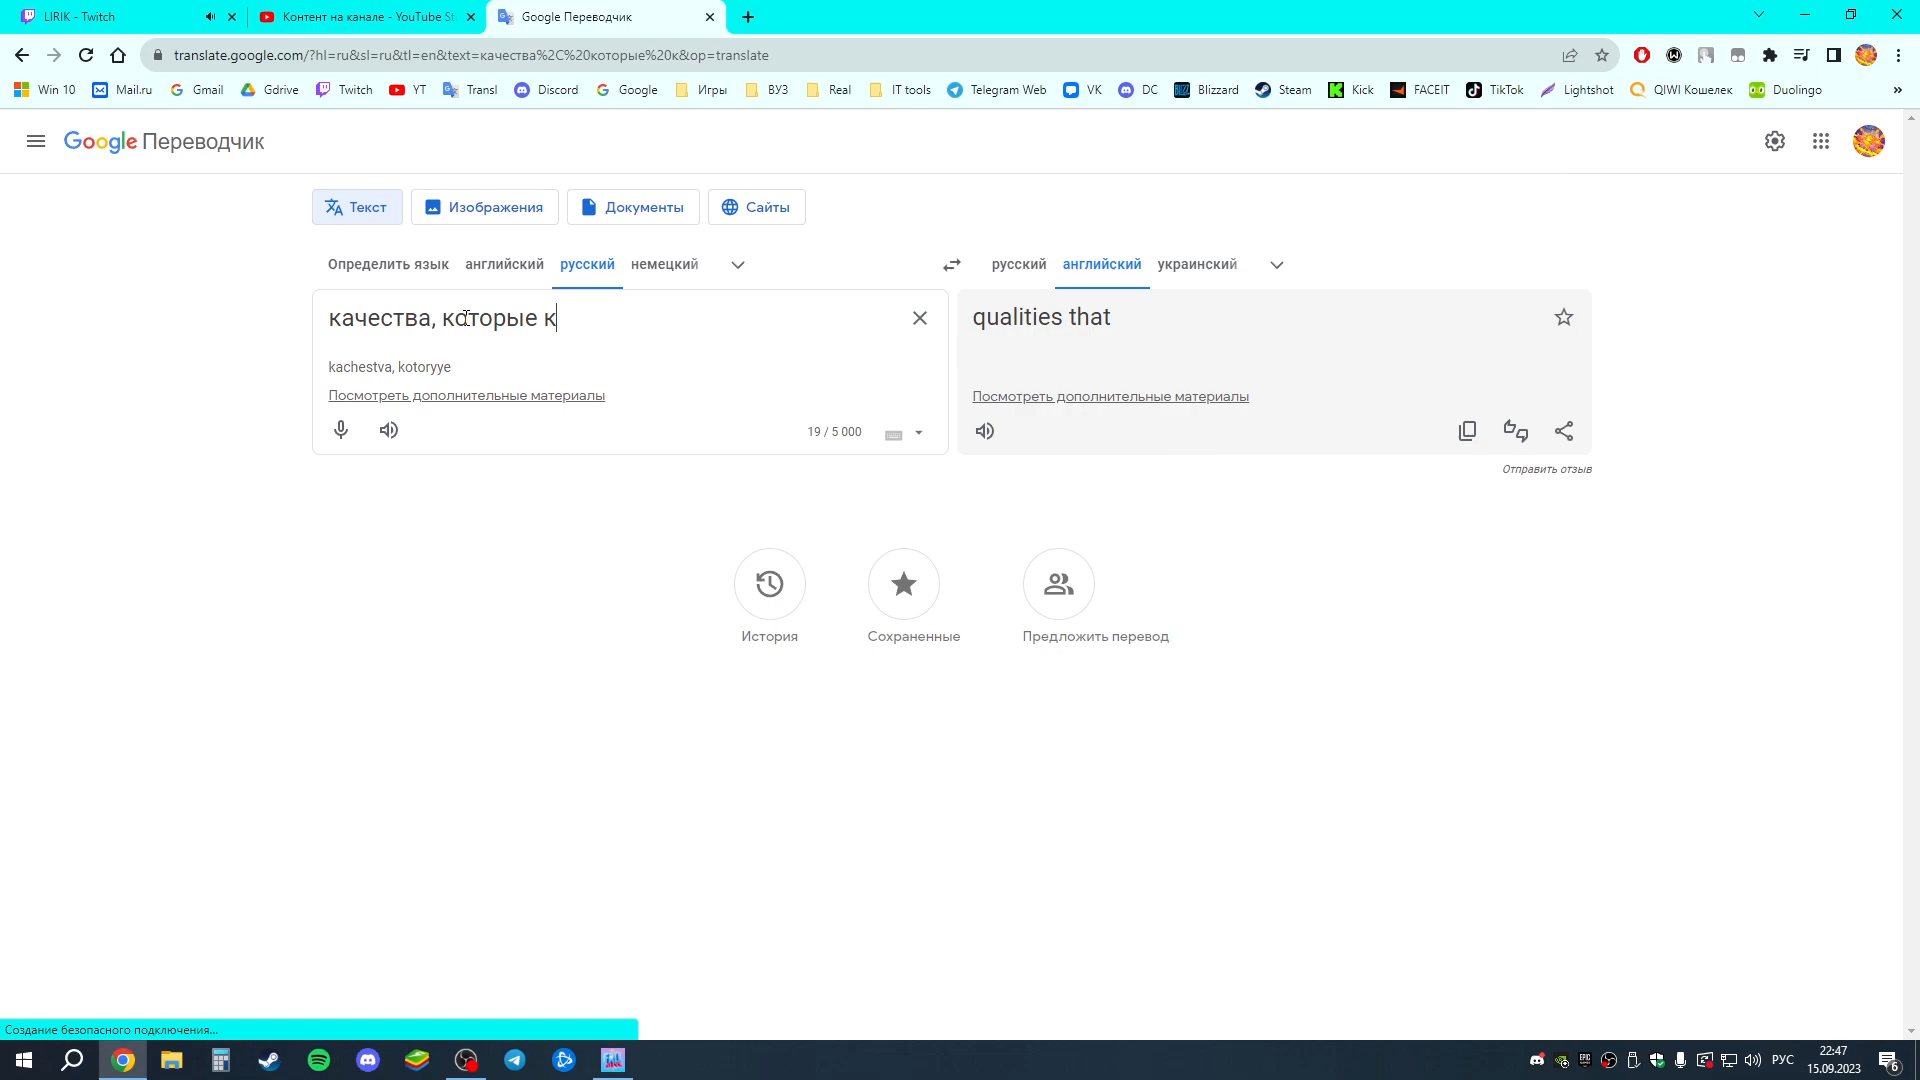 LIRIK - Twitch
Контент на канале - YouTube St
Google Переводчик
translate.google.com/?hl=ru&sl=ru&tl=en&text=качества%2C%20которые%20к&op=translate
Win 10 Mail.ru Gmail Gdrive Twitch YT Transl Discord Google Игры ВУЗ Real IT tools Telegram Web VK DC Blizzard Steam Kick FACEIT TikTok Lightshot QIWI Кошелек Duolingo »
Google Переводчик
Текст Изображения Документы Сайты
Определить язык английский русский немецкий
русский английский украинский
качества, которые к
qualities that
kachestva, kotoryye
Посмотреть дополнительные материалы
Посмотреть дополнительные материалы
19 / 5 000
Отправить отзыв
История Сохраненные Предложить перевод
Создание безопасного подключения...
РУС
22:47
15.09.2023
6